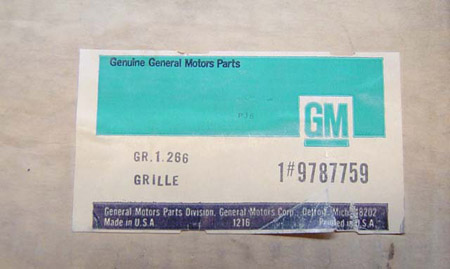 Genuine General Motors Parts
GM
GR.1.266
GRILLE
1#9787759
General Motors Parts Division, General Motors Corp., Detroit, Mich. 48202
Made in U.S.A. 1216 Printed in U.S.A.